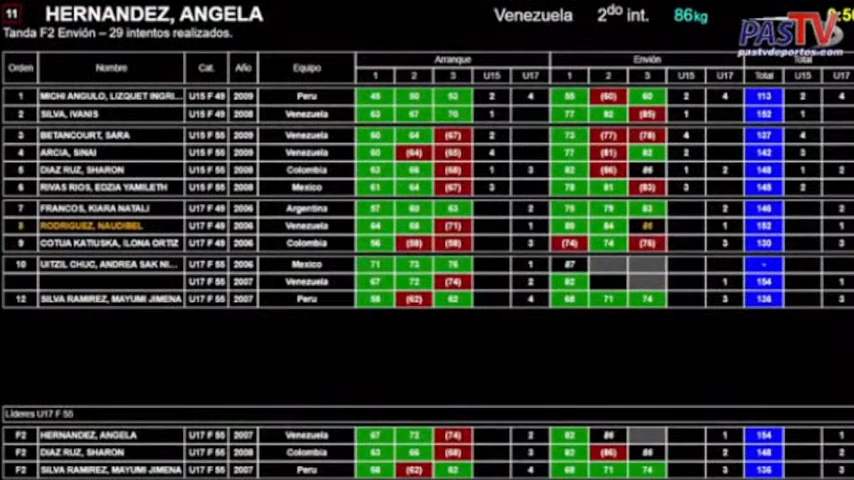 11 HERNANDEZ, ANGELA Venezuela 2do int. 86kg
PASTV
pastvdeportes.com
Tanda F2 Envión – 29 intentos realizados.
Orden Nombre Cat. Año Equipo Arranque Envión Total
1 2 3 U15 U17 1 2 3 U15 U17 Total U15 U17
1 MICHI ANGULO, LIZQUET INGRI... U15 F 49 2009 Peru 45 50 53 2 4 55 (60) 60 2 4 113 2 4
2 SILVA, IVANIS U15 F 49 2008 Venezuela 63 67 70 1 77 82 (85) 1 152 1
3 BETANCOURT, SARA U15 F 55 2009 Venezuela 60 64 (67) 2 73 (77) (78) 4 137 4
4 ARCIA, SINAI U15 F 55 2009 Venezuela 60 (64) (65) 4 77 (81) 82 2 142 3
5 DIAZ RUZ, SHARON U15 F 55 2008 Colombia 63 66 (68) 1 3 82 (86) 86 1 2 148 1 2
6 RIVAS RIOS, EDZIA YAMILETH U15 F 55 2008 Mexico 61 64 (67) 3 78 81 (83) 3 145 2
7 FRANCOS, KIARA NATALI U17 F 49 2006 Argentina 57 60 63 2 79 83 2 146 2
8 RODRIGUEZ, NAUDIBEL U17 F 49 2006 Venezuela 64 68 (71) 1 80 84 86 1 152 1
9 COTUA KATIUSKA, ILONA ORTIZ U17 F 49 2006 Colombia 56 (58) (58) 3 (74) 74 (76) 3 130 3
10 UITZIL CHUC, ANDREA SAK NI... U17 F 55 2006 Mexico 71 73 76 1 87 -
U17 F 55 2007 Venezuela 67 72 (74) 2 82 1 154 1
12 SILVA RAMIREZ, MAYUMI JIMENA U17 F 55 2007 Peru 58 (62) 62 4 68 71 74 3 136 3
Líderes U17 F 55
F2 HERNANDEZ, ANGELA U17 F 55 2007 Venezuela 67 (74) 2 82 86 1 154 1
F2 DIAZ RUZ, SHARON U17 F 55 2008 Colombia 63 66 (68) 3 82 (86) 86 2 148 2
F2 SILVA RAMIREZ, MAYUMI JIMENA U17 F 55 2007 Peru 58 (62) 62 4 68 71 74 3 136 3